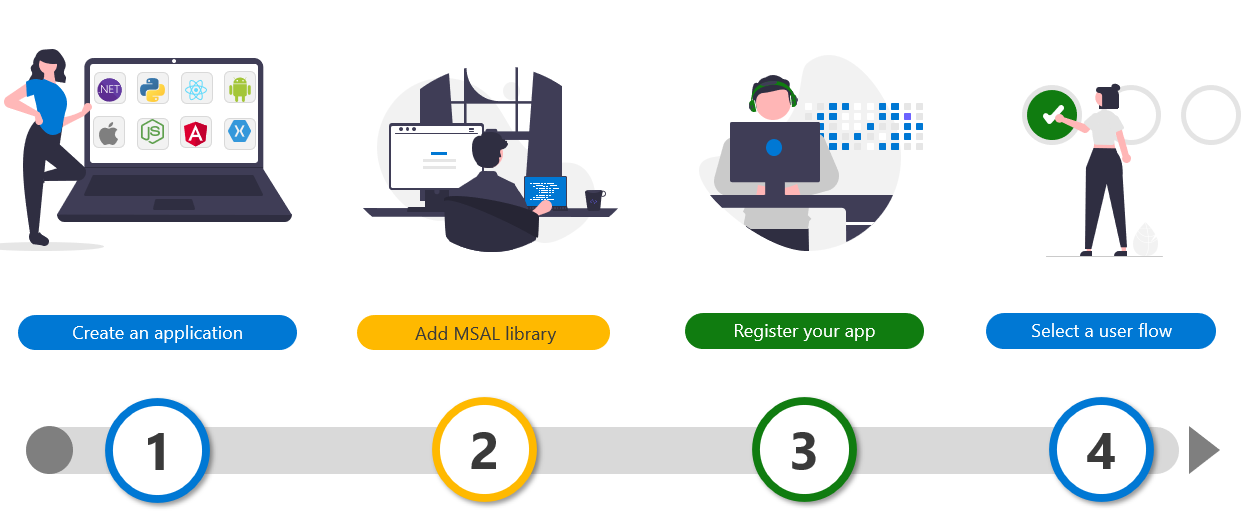 .NET
JS
Create an application
Add MSAL library
Register your app
Select a user flow
1
2
3
4